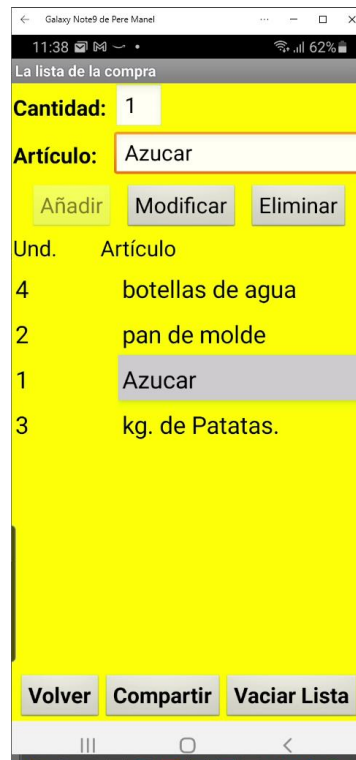 Galaxy Note9 de Pere Manel
11:38 62%
La lista de la compra
Cantidad: 1
Artículo: Azucar
Añadir Modificar Eliminar
Und. Artículo
4 botellas de agua
2 pan de molde
1 Azucar
3 kg. de Patatas.
Volver Compartir Vaciar Lista